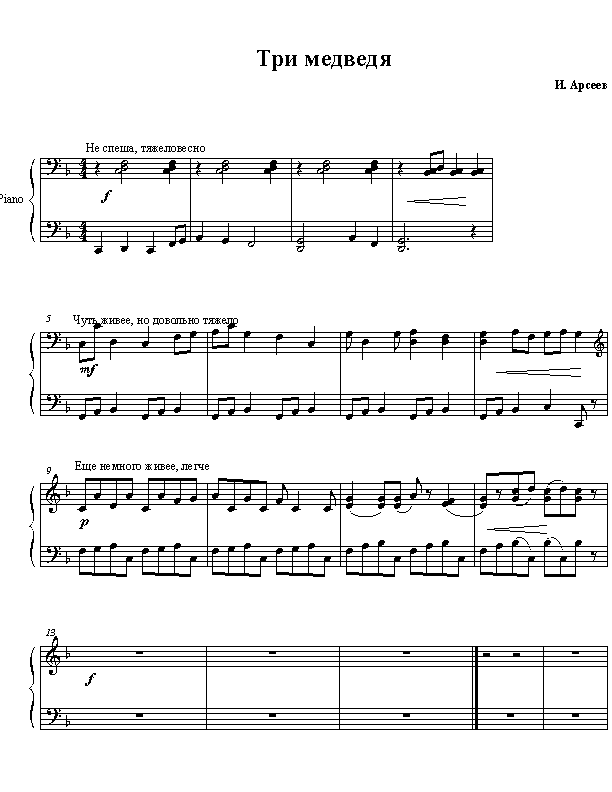 Три медведя
И. Арсеев
Не спеша, тяжеловесно
Piano
f
5 Чуть живее, но довольно тяжело
mf
9 Еще немного живее, легче
p
13
f